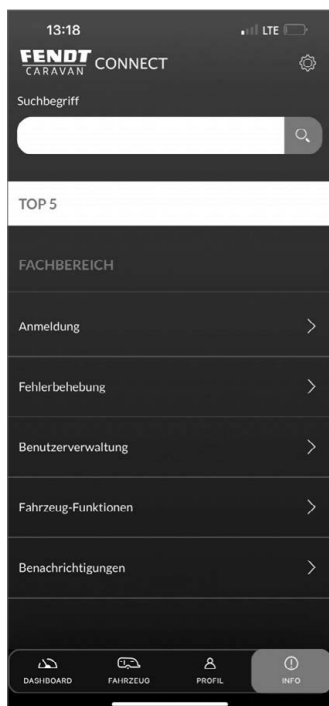 13:18 LTE
FENDT
CARAVAN CONNECT
Suchbegriff
TOP 5
FACHBEREICH
Anmeldung
Fehlerbehebung
Benutzerverwaltung
Fahrzeug-Funktionen
Benachrichtigungen
DASHBOARD FAHRZEUG PROFIL INFO